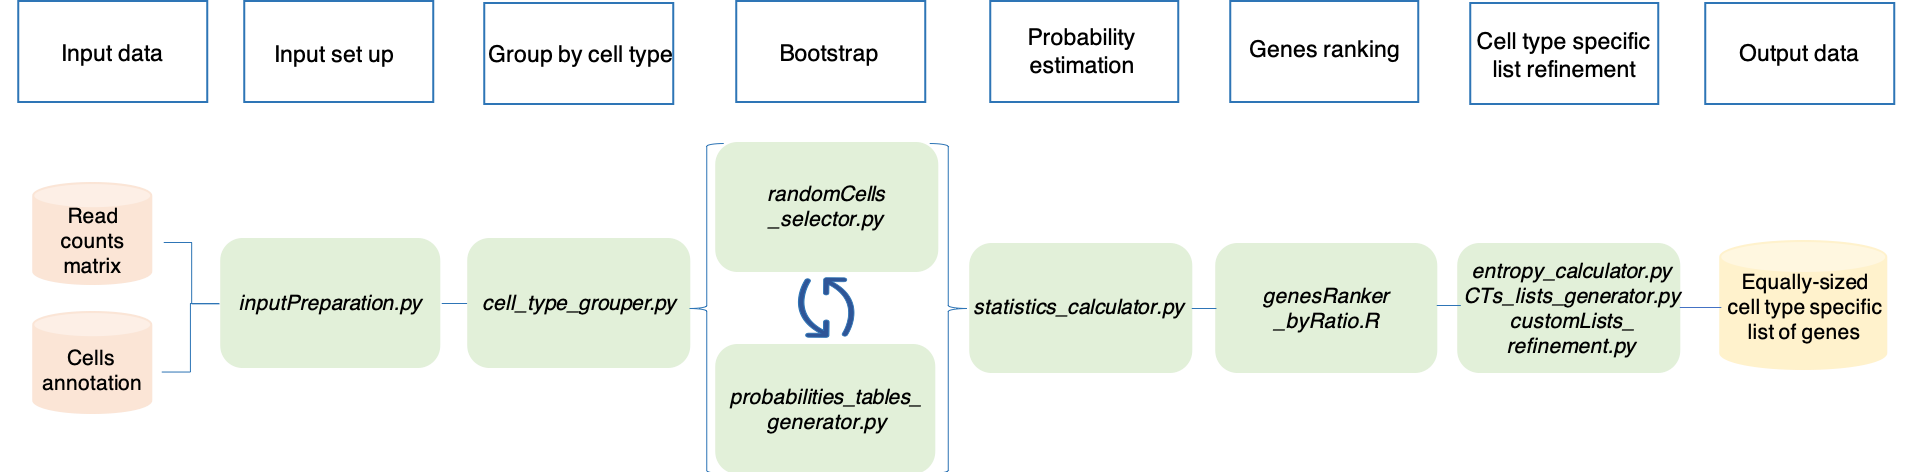 Input data
Input set up
Group by cell type
Bootstrap
Probability
estimation
Genes ranking
Cell type specific
list refinement
Output data
Read
counts
matrix
Cells
annotation
inputPreparation.py
cell_type_grouper.py
randomCells
_selector.py
probabilities_tables_
generator.py
statistics_calculator.py
genesRanker
_byRatio.R
entropy_calculator.py
CTs_lists_generator.py
customLists_
refinement.py
Equally-sized
cell type specific
list of genes